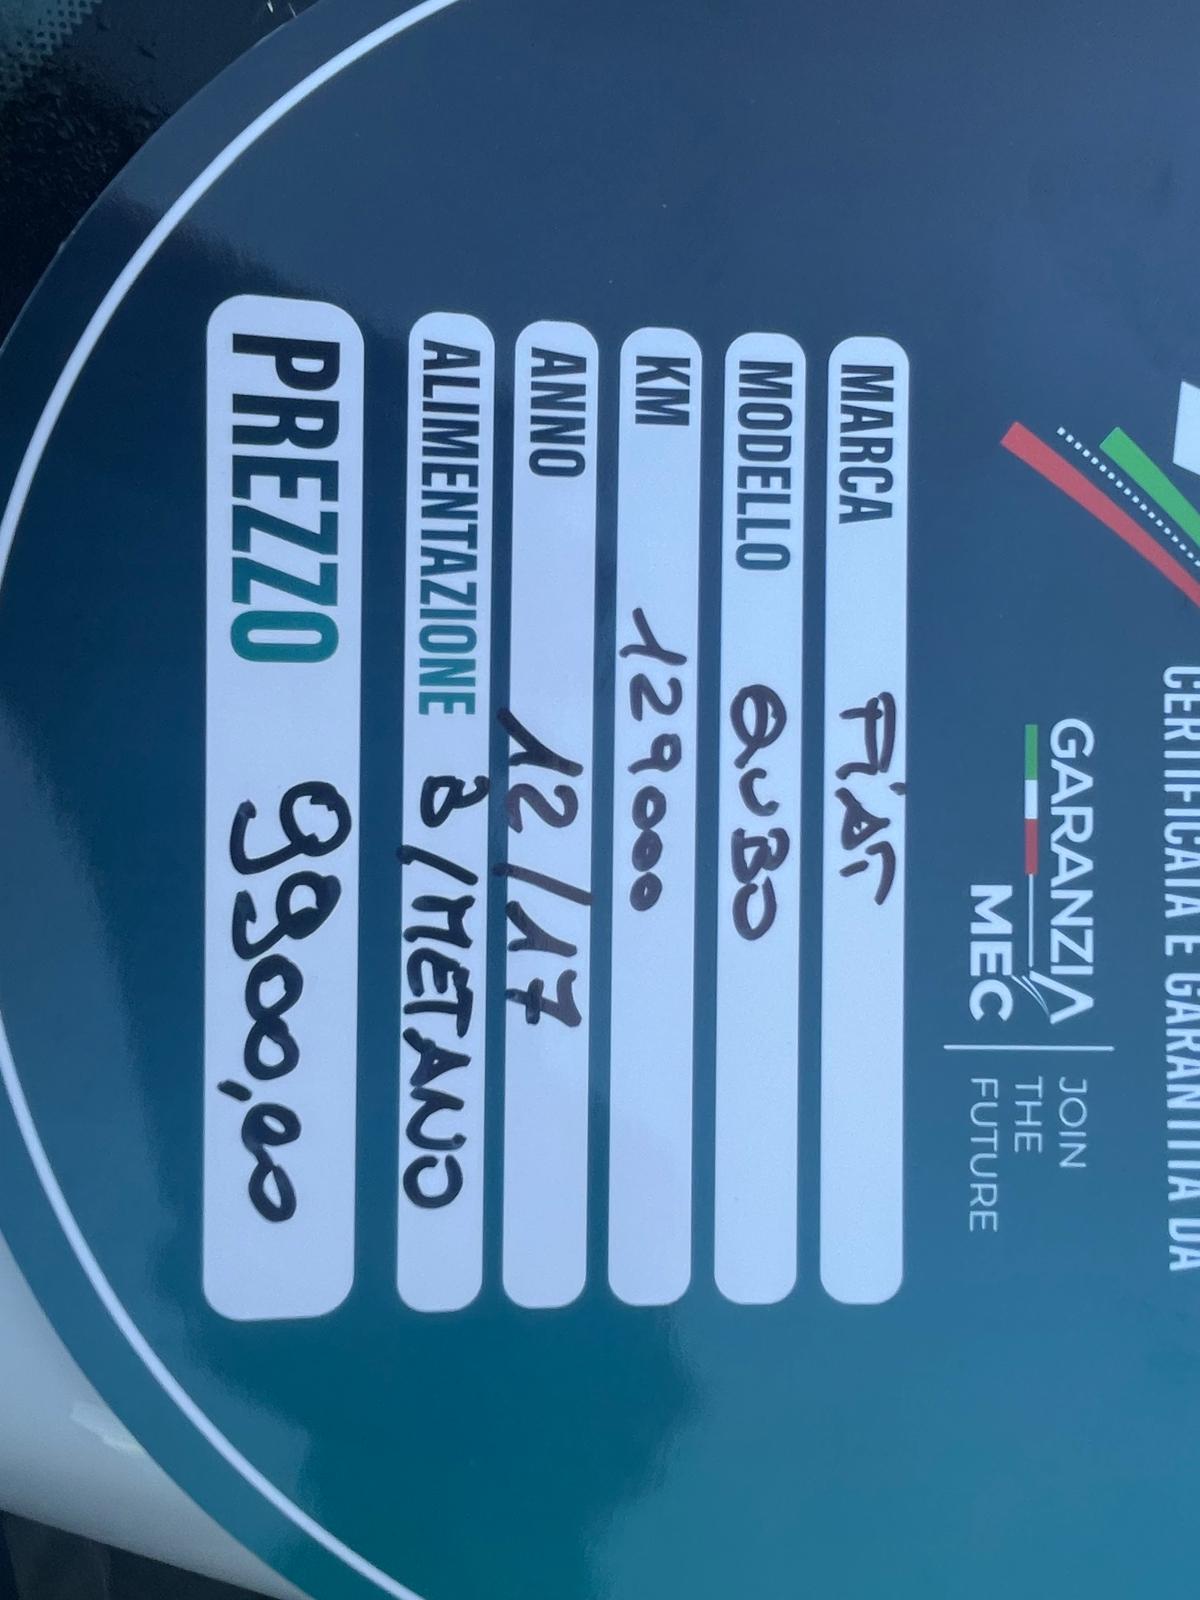 CERTIFICATA E GARANTITA DA
GARANZIA
MEC
JOIN
THE
FUTURE
MARCA FiAT
MODELLO QUBO
KM 129000
ANNO 12/17
ALIMENTAZIONE B/METANO
PREZZO 9900,00